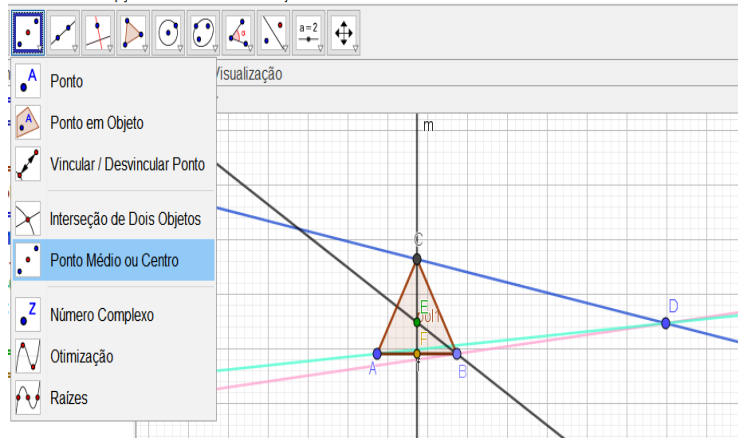 a=2
Ponto
Visualização
Ponto em Objeto
Vincular / Desvincular Ponto
Interseção de Dois Objetos
Ponto Médio ou Centro
Número Complexo
Otimização
Raízes
A
A
Z
m
C
D
E
F
A
B